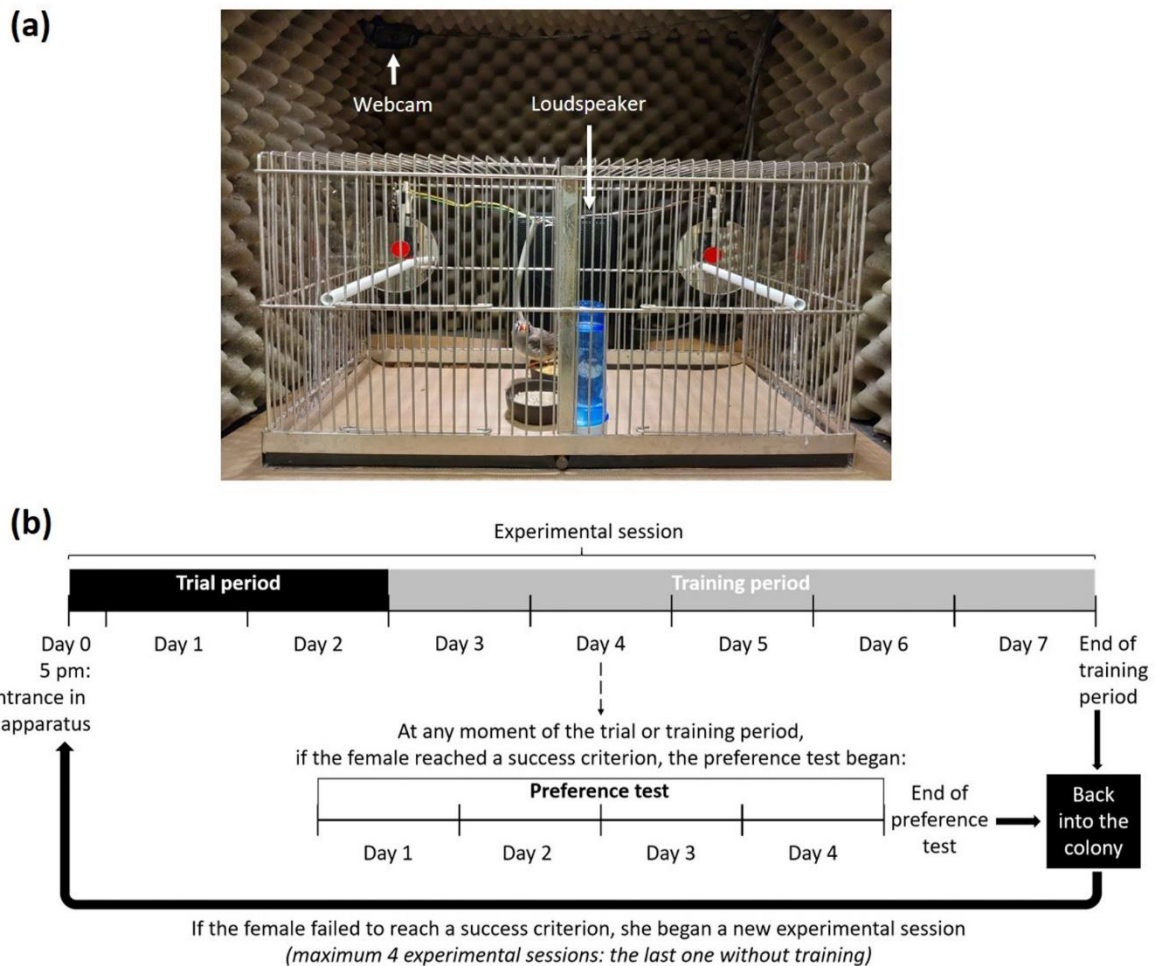 (a)
Webcam
Loudspeaker
(b)
Experimental session
Trial period
Training period
Day 0
Day 1
Day 2
Day 3
Day 4
Day 5
Day 6
Day 7
End of
training
period
5 pm:
ntrance in
apparatus
At any moment of the trial or training period,
if the female reached a success criterion, the preference test began:
Preference test
Day 1
Day 2
Day 3
Day 4
End of
preference
test
Back
into the
colony
If the female failed to reach a success criterion, she began a new experimental session
(maximum 4 experimental sessions: the last one without training)